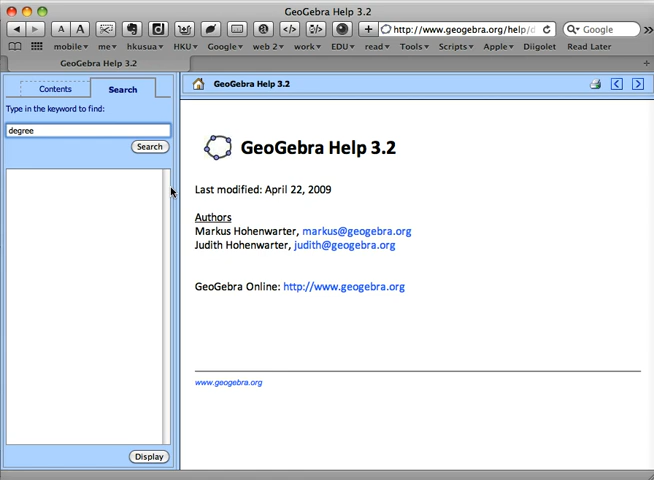 GeoGebra Help 3.2
A A
http://www.geogebra.org/help/d
Google
mobile me hkusua HKU Google web 2 work EDU read Tools Scripts Apple Diigolet Read Later
GeoGebra Help 3.2
Contents Search
GeoGebra Help 3.2
Type in the keyword to find:
degree
Search
GeoGebra Help 3.2
Last modified: April 22, 2009
Authors
Markus Hohenwarter, markus@geogebra.org
Judith Hohenwarter, judith@geogebra.org
GeoGebra Online: http://www.geogebra.org
www.geogebra.org
Display